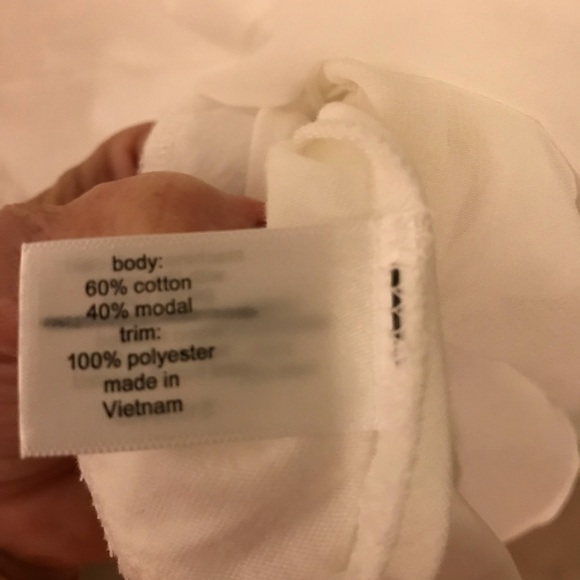 body:
60% cotton
40% modal
trim:
100% polyester
made in
Vietnam